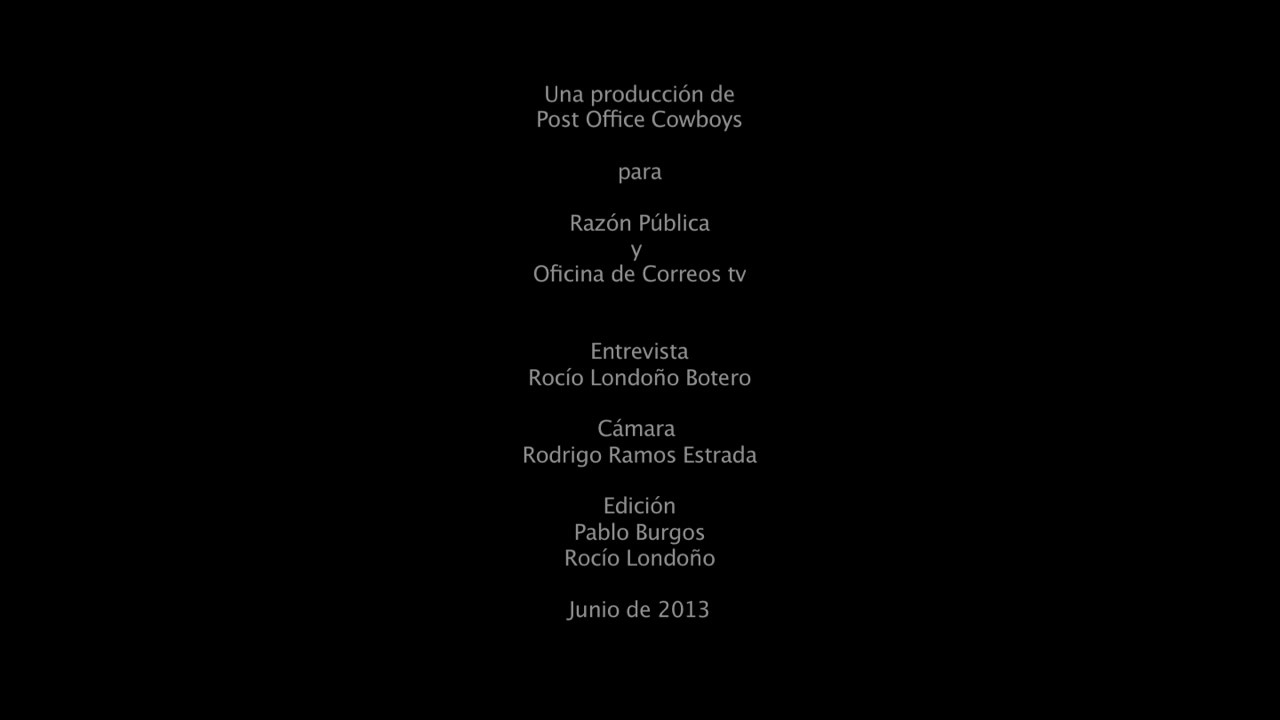 Una producción de
Post Office Cowboys
para
Razón Pública
y
Oficina de Correos tv
Entrevista
Rocío Londoño Botero
Cámara
Rodrigo Ramos Estrada
Edición
Pablo Burgos
Rocío Londoño
Junio de 2013